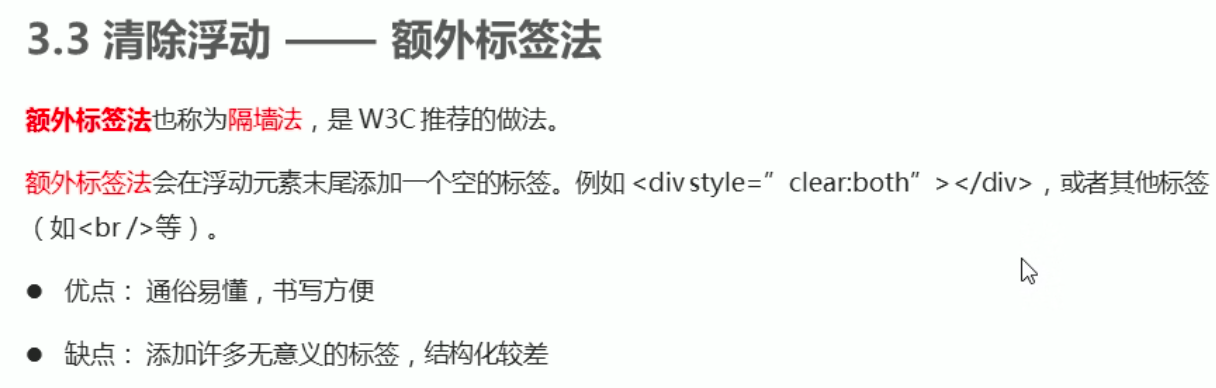 3.3 清除浮动 —— 额外标签法
额外标签法也称为隔墙法，是 W3C 推荐的做法。
额外标签法会在浮动元素末尾添加一个空的标签。例如 <div style=” clear:both” ></div>，或者其他标签
（如<br />等）。
● 优点： 通俗易懂，书写方便
● 缺点： 添加许多无意义的标签，结构化较差